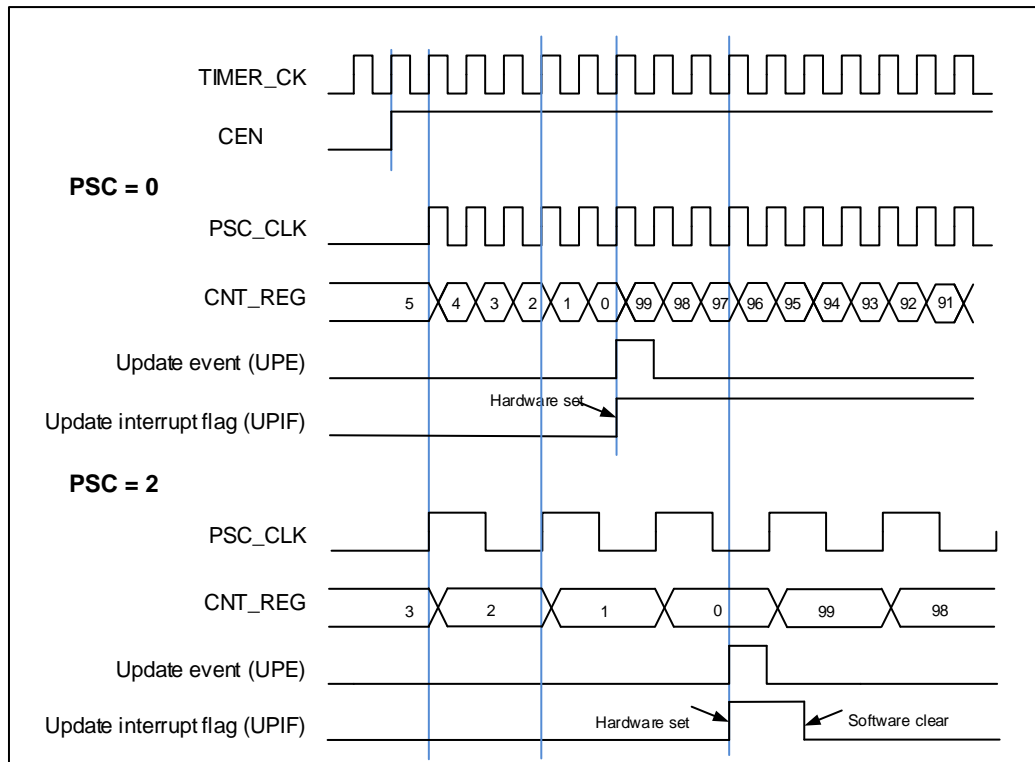 TIMER_CK
CEN
PSC = 0
PSC_CLK
CNT_REG 5 4 3 2 1 0 99 98 97 96 95 94 93 92 91
Update event (UPE)
Hardware set
Update interrupt flag (UPIF)
PSC = 2
PSC_CLK
CNT_REG 3 2 1 0 99 98
Update event (UPE)
Update interrupt flag (UPIF) Hardware set Software clear